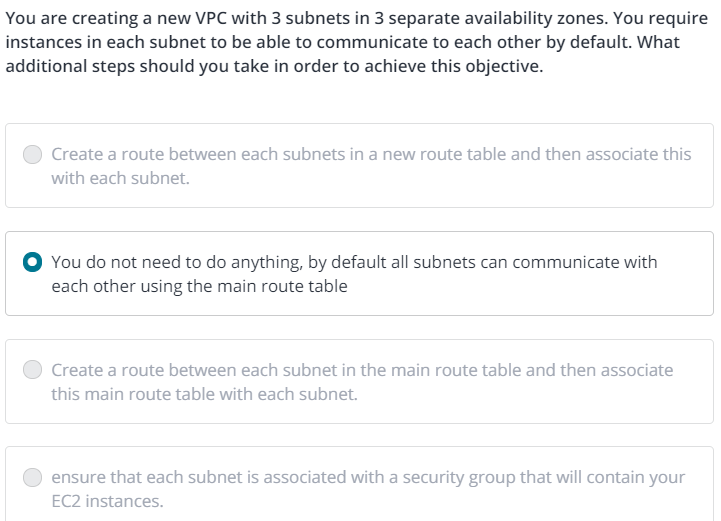 You are creating a new VPC with 3 subnets in 3 separate availability zones. You require
instances in each subnet to be able to communicate to each other by default. What
additional steps should you take in order to achieve this objective.
Create a route between each subnets in a new route table and then associate this
with each subnet.
You do not need to do anything, by default all subnets can communicate with
each other using the main route table
Create a route between each subnet in the main route table and then associate
this main route table with each subnet.
ensure that each subnet is associated with a security group that will contain your
EC2 instances.